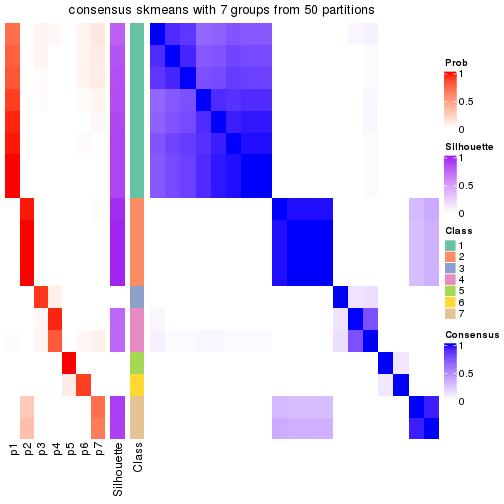 consensus skmeans with 7 groups from 50 partitions
Prob
1
0.5
0
Silhouette
1
0.5
0
Class
1
2
3
4
5
6
7
Consensus
1
0.5
0
p1
p2
p3
p4
p5
p6
p7
Silhouette
Class